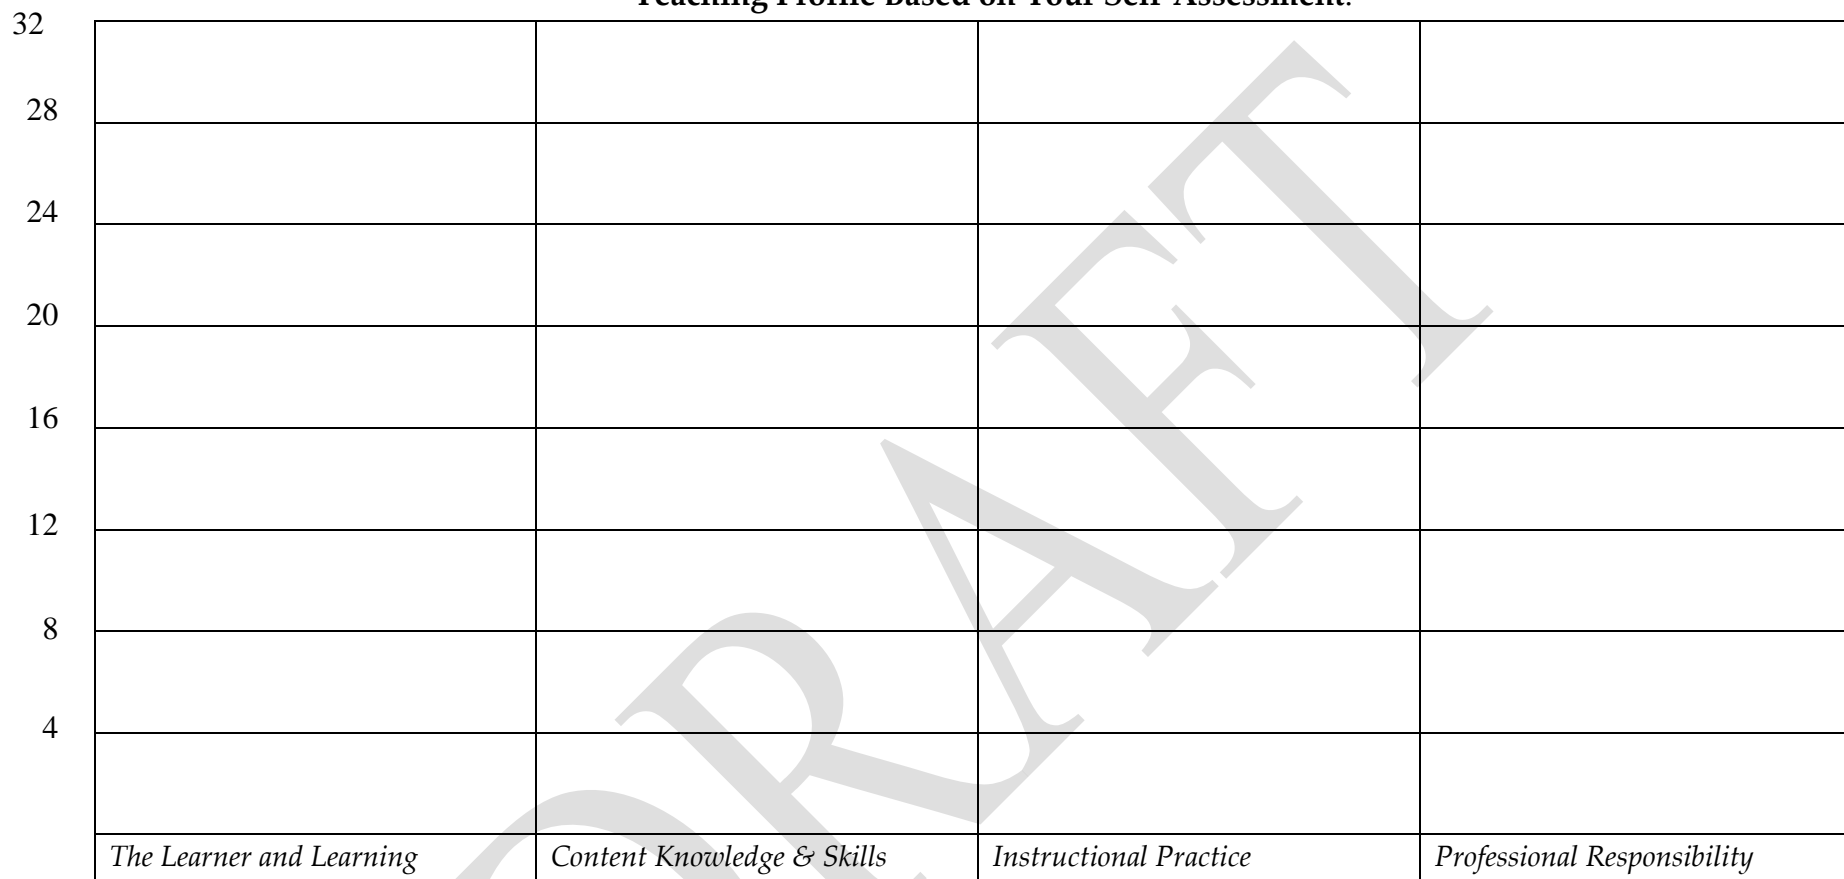 Teaching Profile Based on Your Self-Assessment.
32
28
24
20
16
12
8
4
The Learner and Learning Content Knowledge & Skills Instructional Practice Professional Responsibility
DRAFT